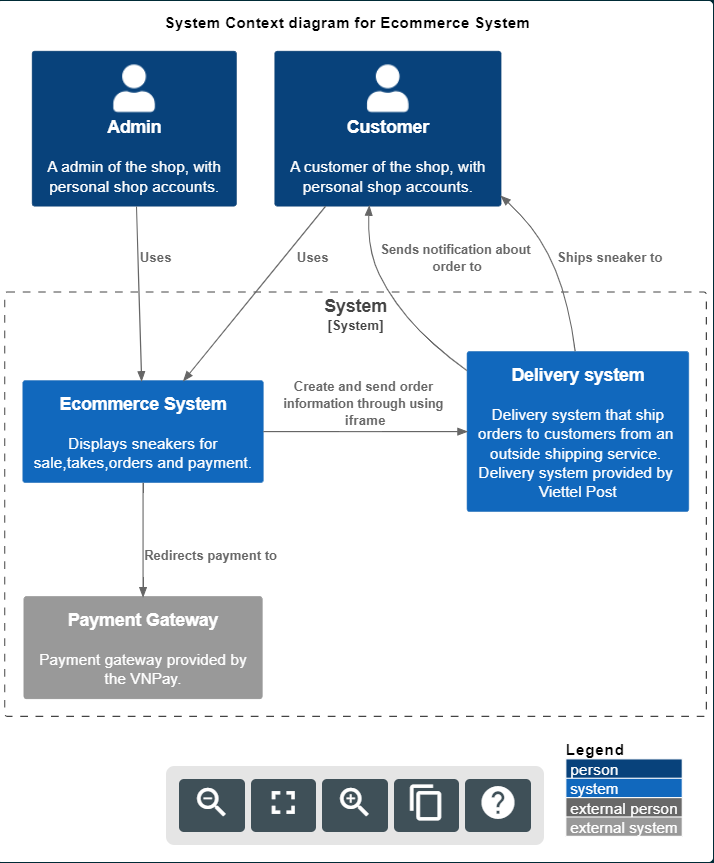 System Context diagram for Ecommerce System
Admin
A admin of the shop, with
personal shop accounts.
Customer
A customer of the shop, with
personal shop accounts.
Uses
Uses
Sends notification about
order to
Ships sneaker to
System
[System]
Ecommerce System
Displays sneakers for
sale,takes,orders and payment.
Create and send order
information through using
iframe
Delivery system
Delivery system that ship
orders to customers from an
outside shipping service.
Delivery system provided by
Viettel Post
Redirects payment to
Payment Gateway
Payment gateway provided by
the VNPay.
Legend
person
system
external person
external system
?